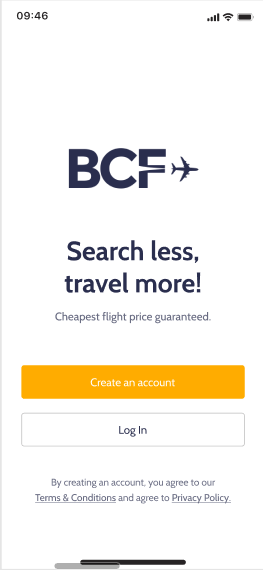 09:46
BCF
Search less,
travel more!
Cheapest flight price guaranteed.
Create an account
Log In
By creating an account, you agree to our
Terms & Conditions and agree to Privacy Policy.